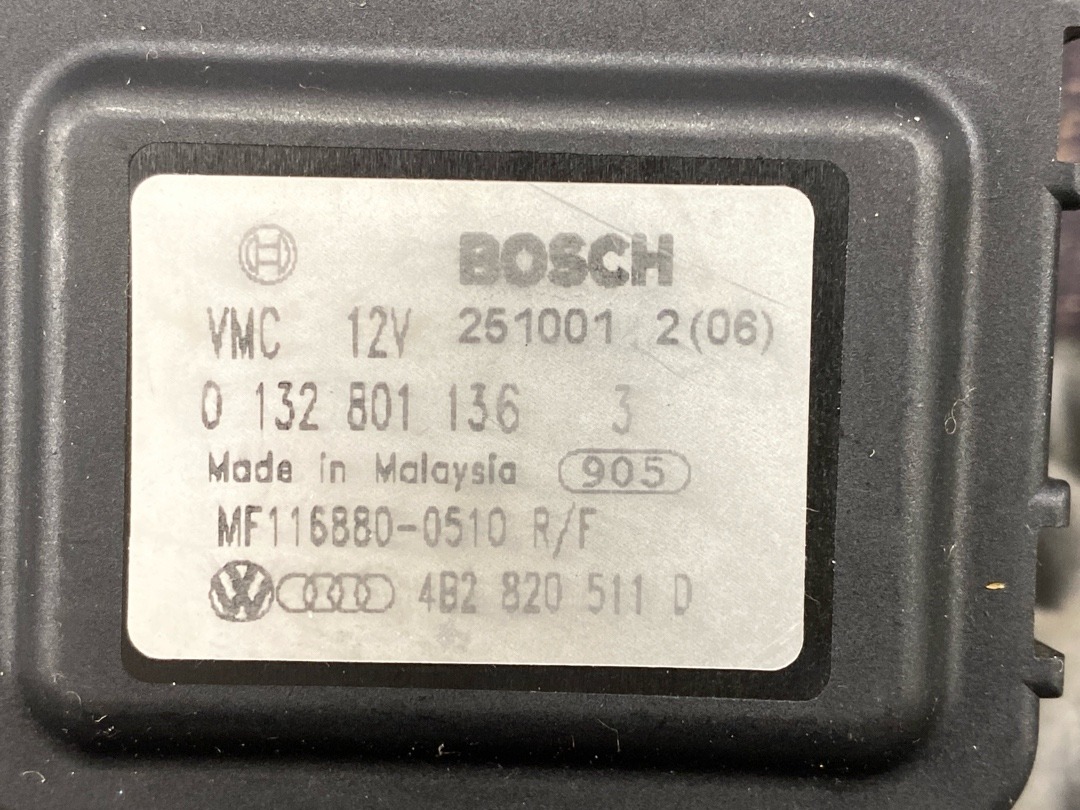 BOSCH
VMC 12V 251001 2(06)
0 132 801 136 3
Made in Malaysia 905
MF116880-0510 R/F
VW 4B2 820 511 D